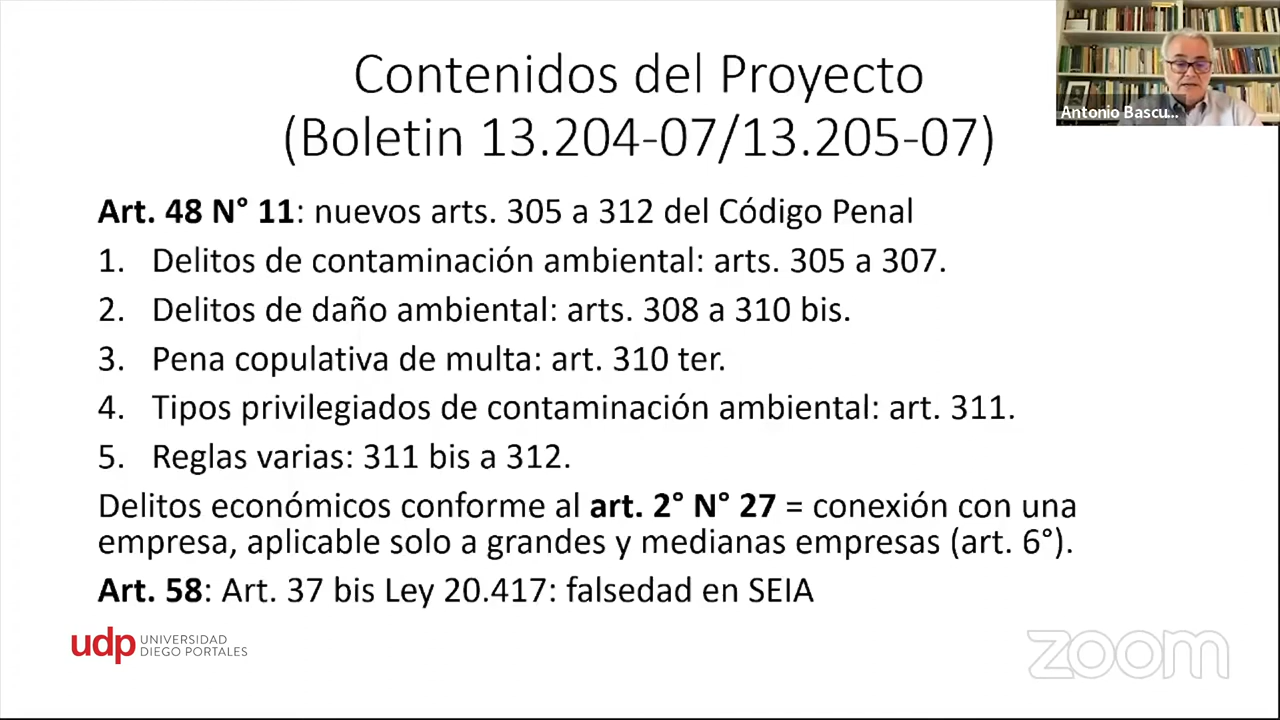 Contenidos del Proyecto
(Boletin 13.204-07/13.205-07)
Antonio Bascu...
Art. 48 N° 11: nuevos arts. 305 a 312 del Código Penal
1. Delitos de contaminación ambiental: arts. 305 a 307.
2. Delitos de daño ambiental: arts. 308 a 310 bis.
3. Pena copulativa de multa: art. 310 ter.
4. Tipos privilegiados de contaminación ambiental: art. 311.
5. Reglas varias: 311 bis a 312.
Delitos económicos conforme al art. 2° N° 27 = conexión con una
empresa, aplicable solo a grandes y medianas empresas (art. 6°).
Art. 58: Art. 37 bis Ley 20.417: falsedad en SEIA
udp UNIVERSIDAD
DIEGO PORTALES
zoom